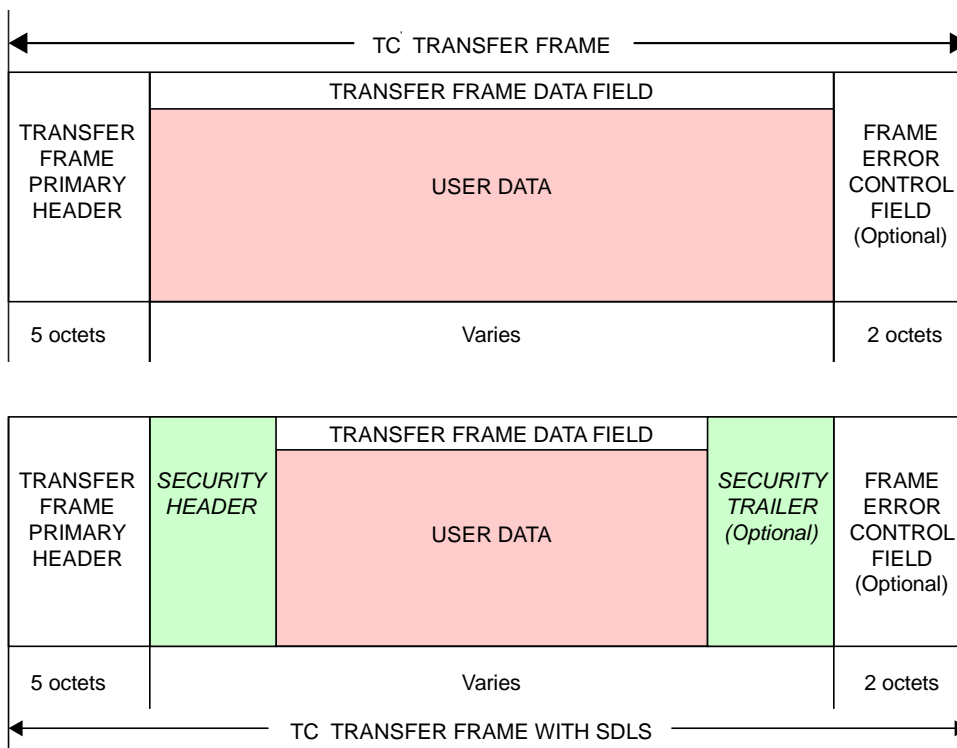 TC TRANSFER FRAME
TRANSFER FRAME DATA FIELD
TRANSFER
FRAME
PRIMARY
HEADER
USER DATA
FRAME
ERROR
CONTROL
FIELD
(Optional)
5 octets
Varies
2 octets
TRANSFER FRAME DATA FIELD
TRANSFER
FRAME
PRIMARY
HEADER
SECURITY
HEADER
USER DATA
SECURITY
TRAILER
(Optional)
FRAME
ERROR
CONTROL
FIELD
(Optional)
5 octets
Varies
2 octets
TC TRANSFER FRAME WITH SDLS